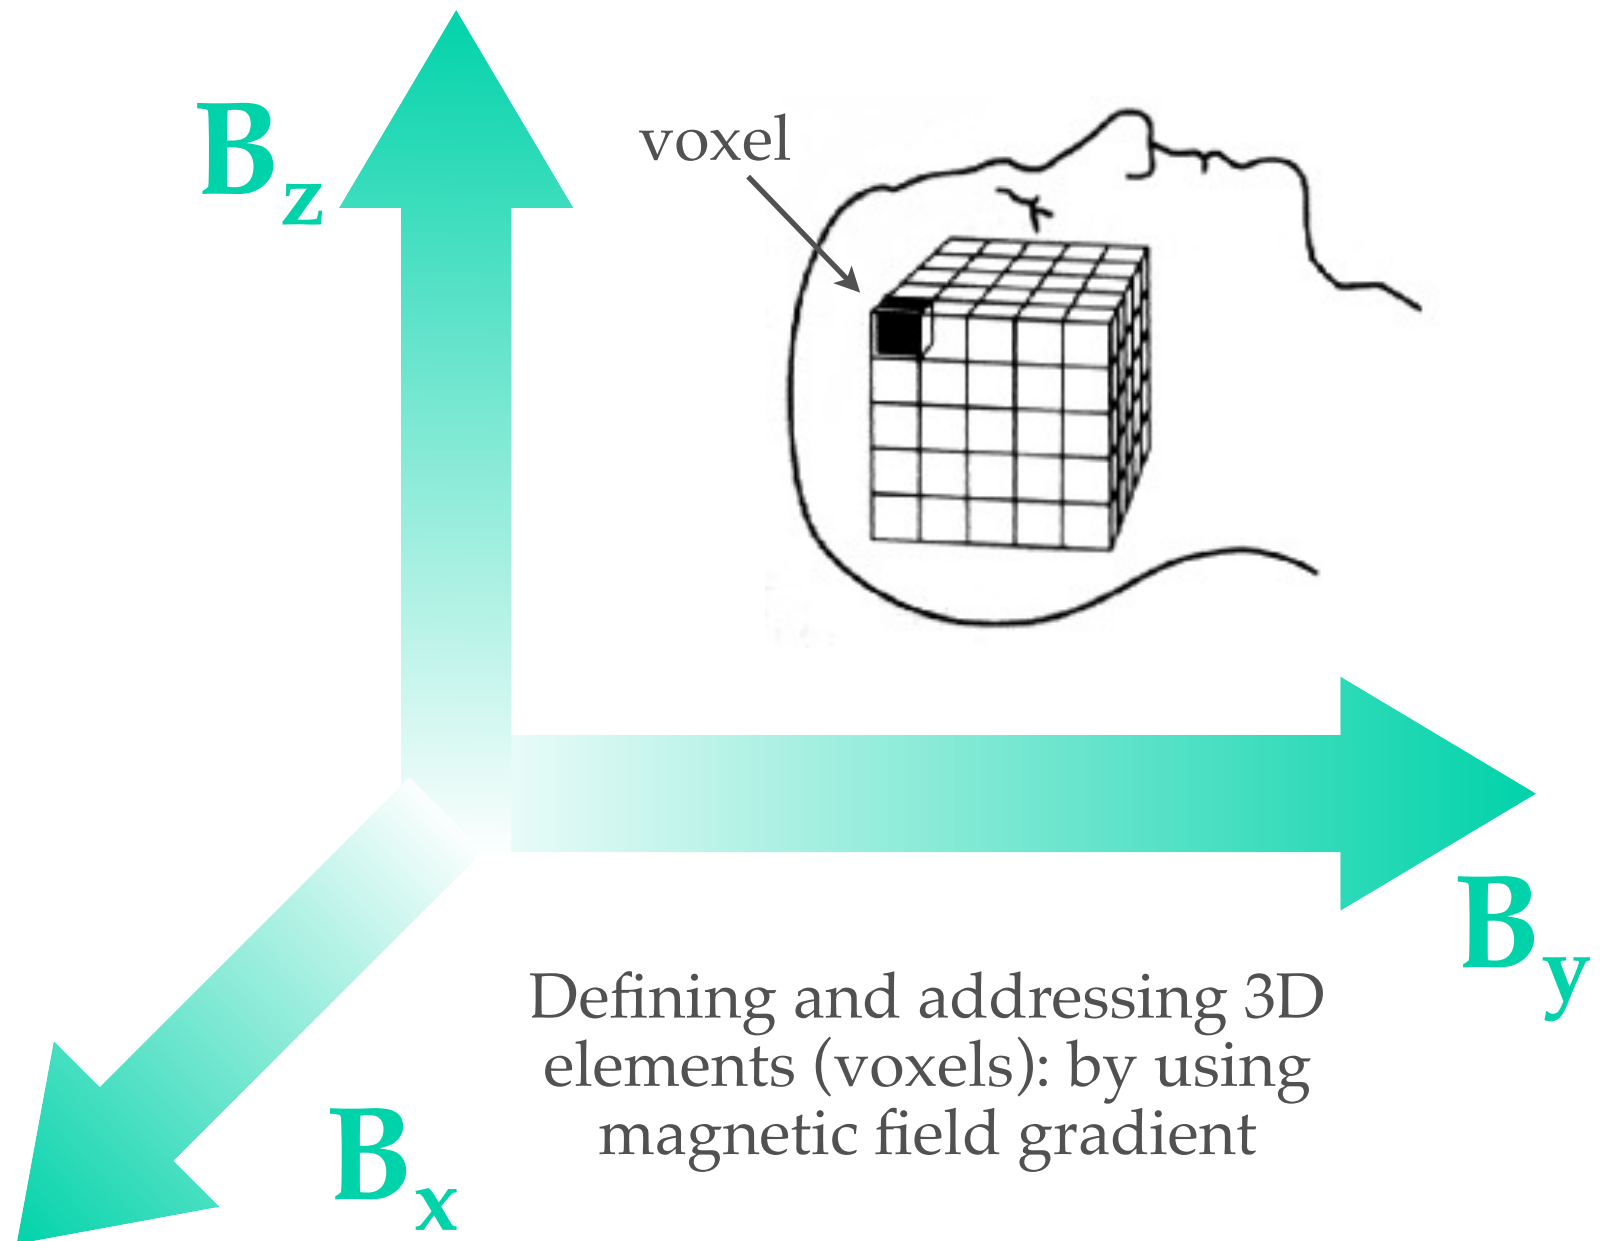 Bz
voxel
By
Defining and addressing 3D
elements (voxels): by using
magnetic field gradient
Bx